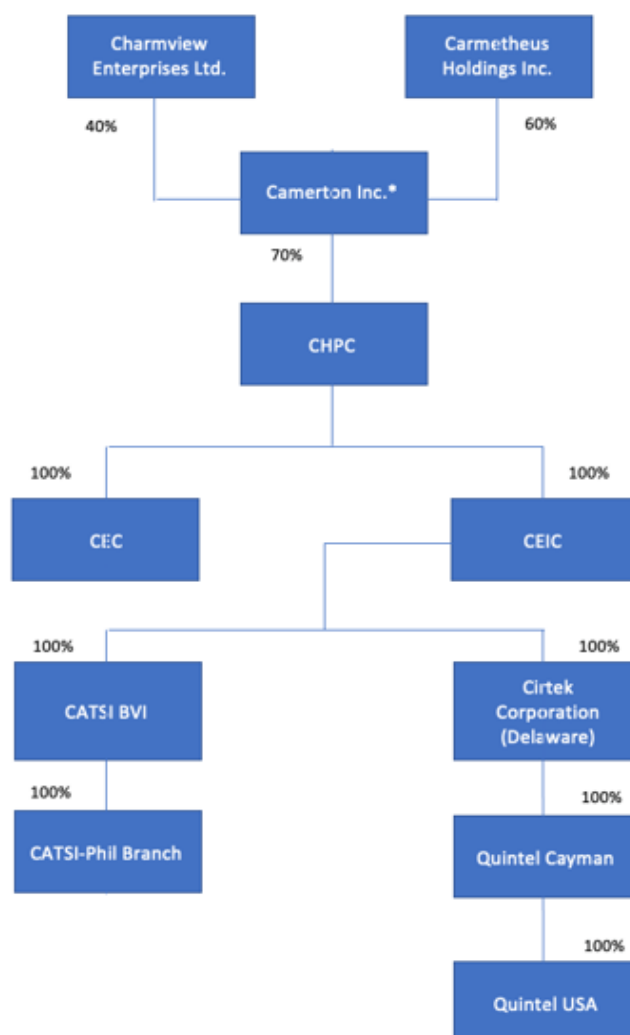 Charmview
Enterprises Ltd.
Carmetheus
Holdings Inc.
40%
60%
Camerton Inc.*
70%
CHPC
100%
100%
CEC
CEIC
100%
100%
CATSI BVI
Cirtek
Corporation
(Delaware)
100%
100%
CATSI-Phil Branch
Quintel Cayman
100%
Quintel USA